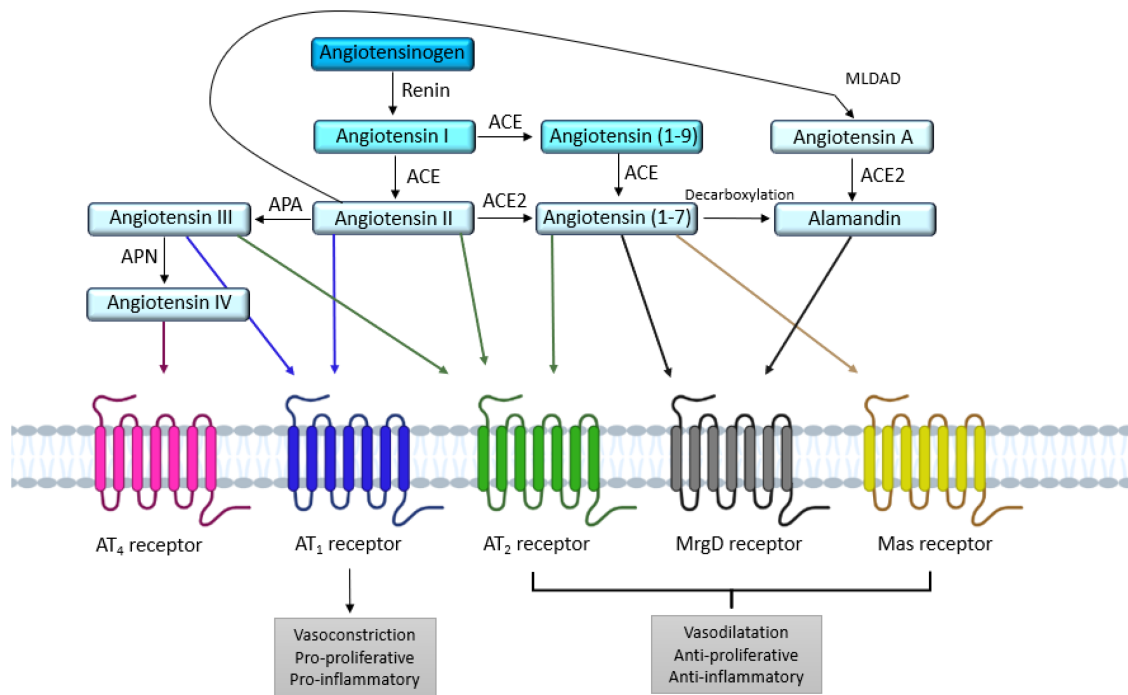 Angiotensinogen
Renin
MLDAD
Angiotensin I
ACE
Angiotensin (1-9)
Angiotensin A
ACE
ACE
ACE2
Decarboxylation
Angiotensin III
APA
Angiotensin II
ACE2
Angiotensin (1-7)
Alamandin
APN
Angiotensin IV
AT4 receptor
AT1 receptor
AT2 receptor
MrgD receptor
Mas receptor
Vasoconstriction
Pro-proliferative
Pro-inflammatory
Vasodilatation
Anti-proliferative
Anti-inflammatory